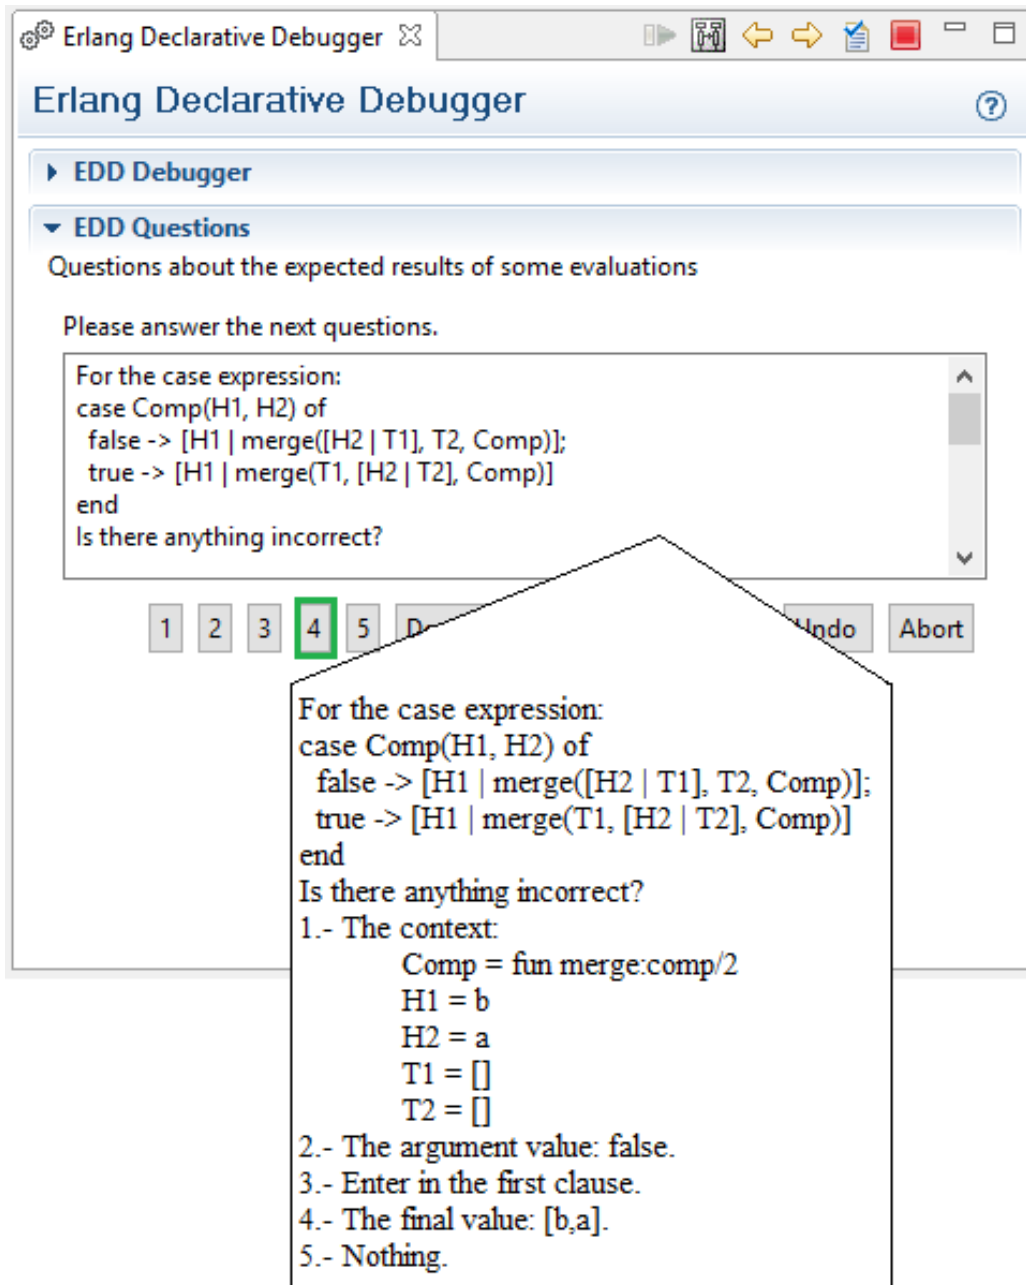 Erlang Declarative Debugger
Erlang Declarative Debugger
EDD Debugger
EDD Questions
Questions about the expected results of some evaluations
Please answer the next questions.
For the case expression:
case Comp(H1, H2) of
false -> [H1 | merge([H2 | T1], T2, Comp)];
true -> [H1 | merge(T1, [H2 | T2], Comp)]
end
Is there anything incorrect?
1 2 3 4 5 Undo Abort
For the case expression:
case Comp(H1, H2) of
false -> [H1 | merge([H2 | T1], T2, Comp)];
true -> [H1 | merge(T1, [H2 | T2], Comp)]
end
Is there anything incorrect?
1.- The context:
Comp = fun merge:comp/2
H1 = b
H2 = a
T1 = []
T2 = []
2.- The argument value: false.
3.- Enter in the first clause.
4.- The final value: [b,a].
5.- Nothing.